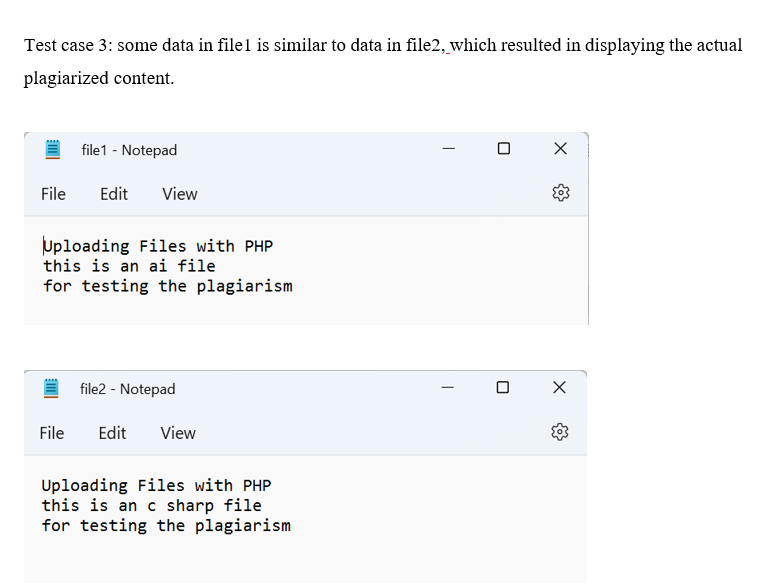 Test case 3: some data in file1 is similar to data in file2, which resulted in displaying the actual
plagiarized content.
file1 - Notepad
File Edit View
Uploading Files with PHP
this is an ai file
for testing the plagiarism
file2 - Notepad
File Edit View
Uploading Files with PHP
this is an c sharp file
for testing the plagiarism